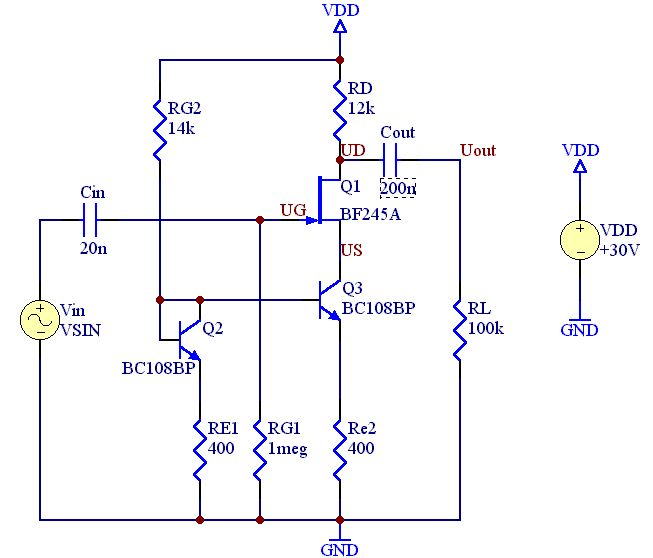 VDD
RG2
14k
RD
12k
Cout
200n
UD
Uout
VDD
Q1
BF245A
Cin
20n
UG
US
VDD
+30V
Vin
VSIN
Q2
BC108BP
Q3
BC108BP
RL
100k
GND
RE1
400
RG1
1meg
Re2
400
GND